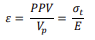 ε = PPV / V_p = σ_t / E